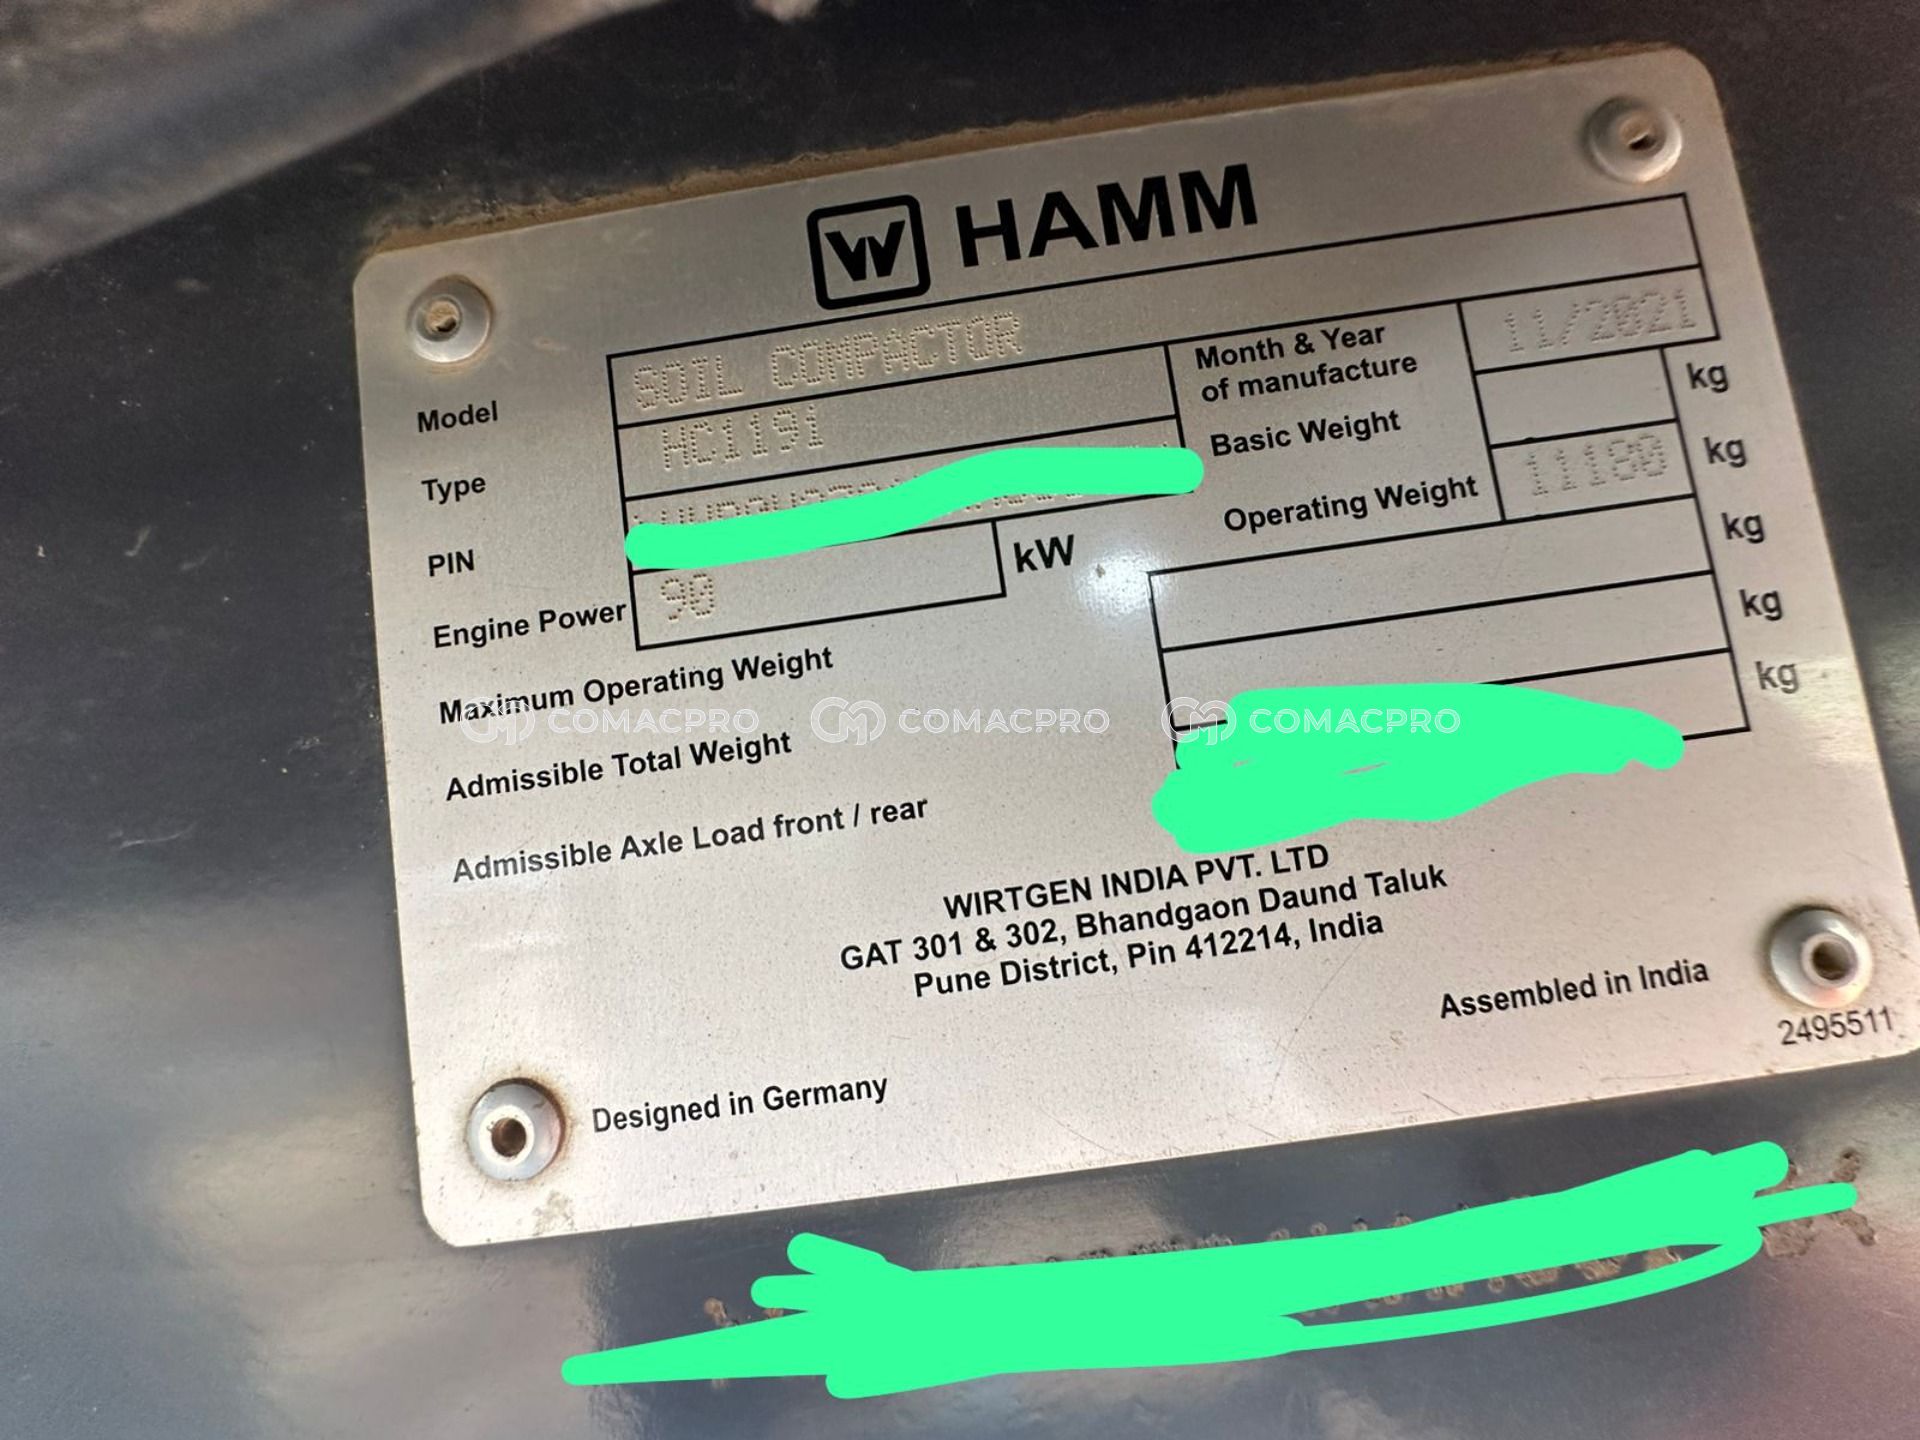 HAMM
Model SOIL COMPACTOR
Type HC1191
Month & Year of manufacture 11/2021
PIN
Basic Weight kg
Engine Power 90 kW
Operating Weight 11180 kg
Maximum Operating Weight kg
Admissible Total Weight kg
Admissible Axle Load front / rear kg
COMACPRO COMACPRO COMACPRO
WIRTGEN INDIA PVT. LTD
GAT 301 & 302, Bhandgaon Daund Taluk
Pune District, Pin 412214, India
Assembled in India
2495511
Designed in Germany